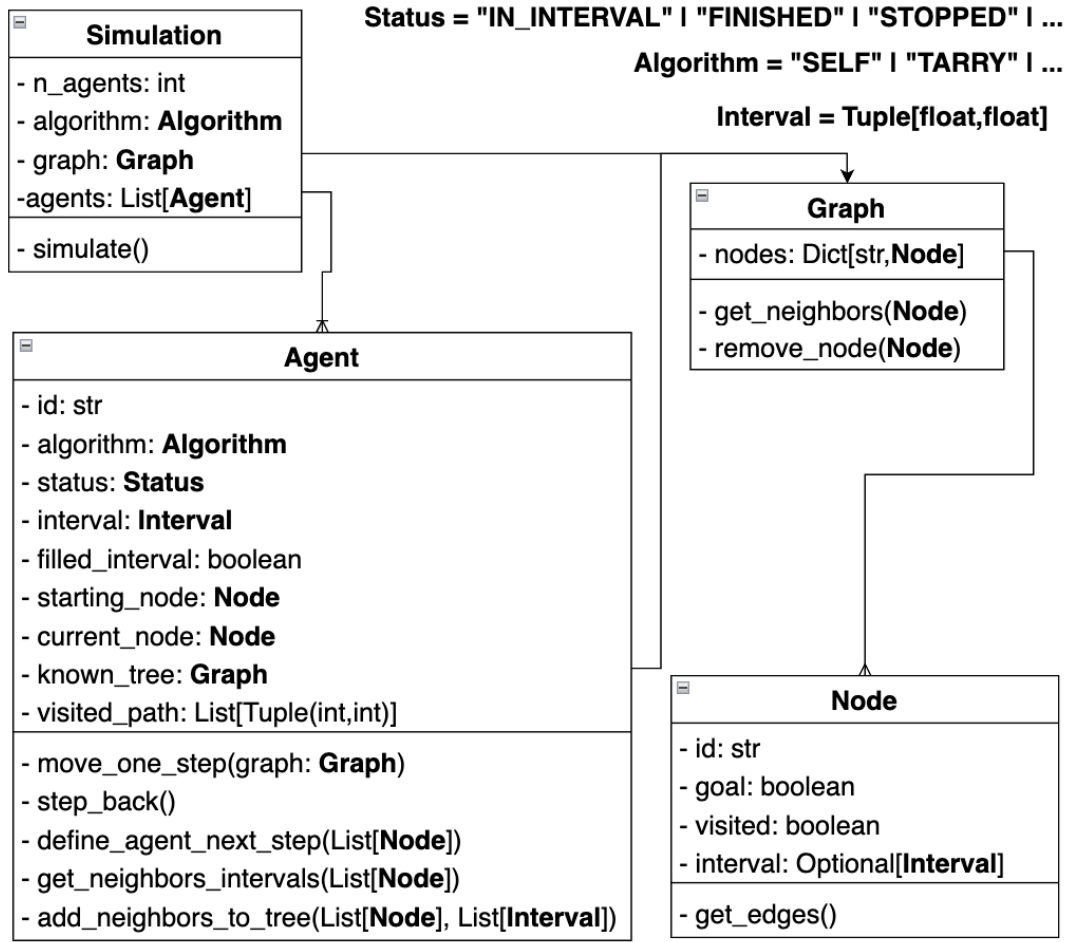 Status = "IN_INTERVAL" | "FINISHED" | "STOPPED" | ...
Algorithm = "SELF" | "TARRY" | ...
Interval = Tuple[float,float]
Simulation
- n_agents: int
- algorithm: Algorithm
- graph: Graph
-agents: List[Agent]
- simulate()
Graph
- nodes: Dict[str,Node]
- get_neighbors(Node)
- remove_node(Node)
Agent
- id: str
- algorithm: Algorithm
- status: Status
- interval: Interval
- filled_interval: boolean
- starting_node: Node
- current_node: Node
- known_tree: Graph
- visited_path: List[Tuple(int,int)]
- move_one_step(graph: Graph)
- step_back()
- define_agent_next_step(List[Node])
- get_neighbors_intervals(List[Node])
- add_neighbors_to_tree(List[Node], List[Interval])
Node
- id: str
- goal: boolean
- visited: boolean
- interval: Optional[Interval]
- get_edges()